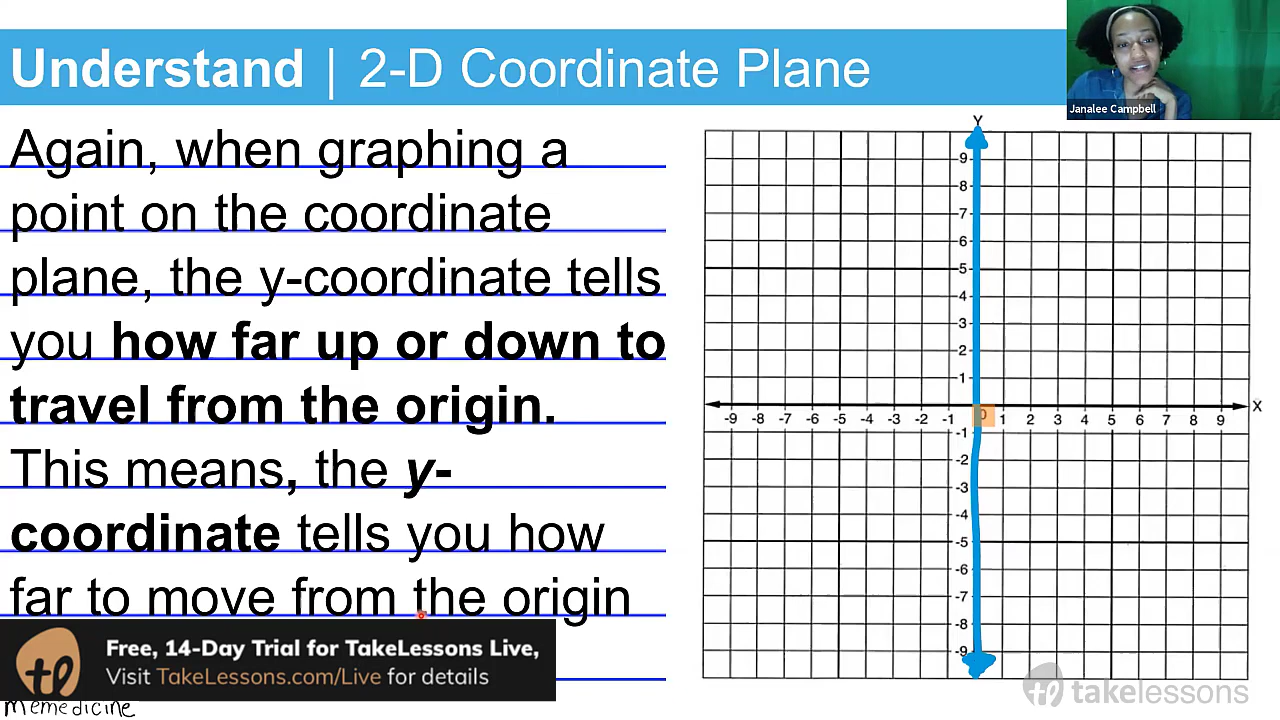 Understand | 2-D Coordinate Plane
Janalee Campbell
Again, when graphing a
point on the coordinate
plane, the y-coordinate tells
you how far up or down to
travel from the origin.
This means, the y-
coordinate tells you how
far to move from the origin
Y
9
8
7
6
5
4
3
2
1
X
-9 -8 -7 -6 -5 -4 -3 -2 -1 0 1 2 3 4 5 6 7 8 9
-1
-2
-3
-4
-5
-6
-7
-8
-9
tl
Free, 14-Day Trial for TakeLessons Live,
Visit TakeLessons.com/Live for details
tl takelessons
memedicine